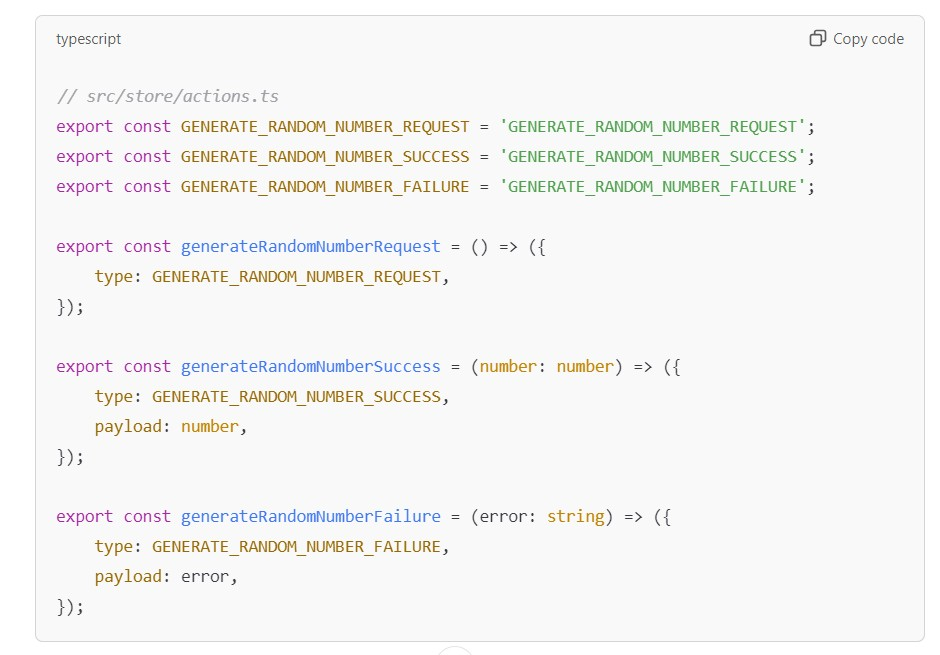 typescript
Copy code
// src/store/actions.ts
export const GENERATE_RANDOM_NUMBER_REQUEST = 'GENERATE_RANDOM_NUMBER_REQUEST';
export const GENERATE_RANDOM_NUMBER_SUCCESS = 'GENERATE_RANDOM_NUMBER_SUCCESS';
export const GENERATE_RANDOM_NUMBER_FAILURE = 'GENERATE_RANDOM_NUMBER_FAILURE';
export const generateRandomNumberRequest = () => ({
    type: GENERATE_RANDOM_NUMBER_REQUEST,
});
export const generateRandomNumberSuccess = (number: number) => ({
    type: GENERATE_RANDOM_NUMBER_SUCCESS,
    payload: number,
});
export const generateRandomNumberFailure = (error: string) => ({
    type: GENERATE_RANDOM_NUMBER_FAILURE,
    payload: error,
});